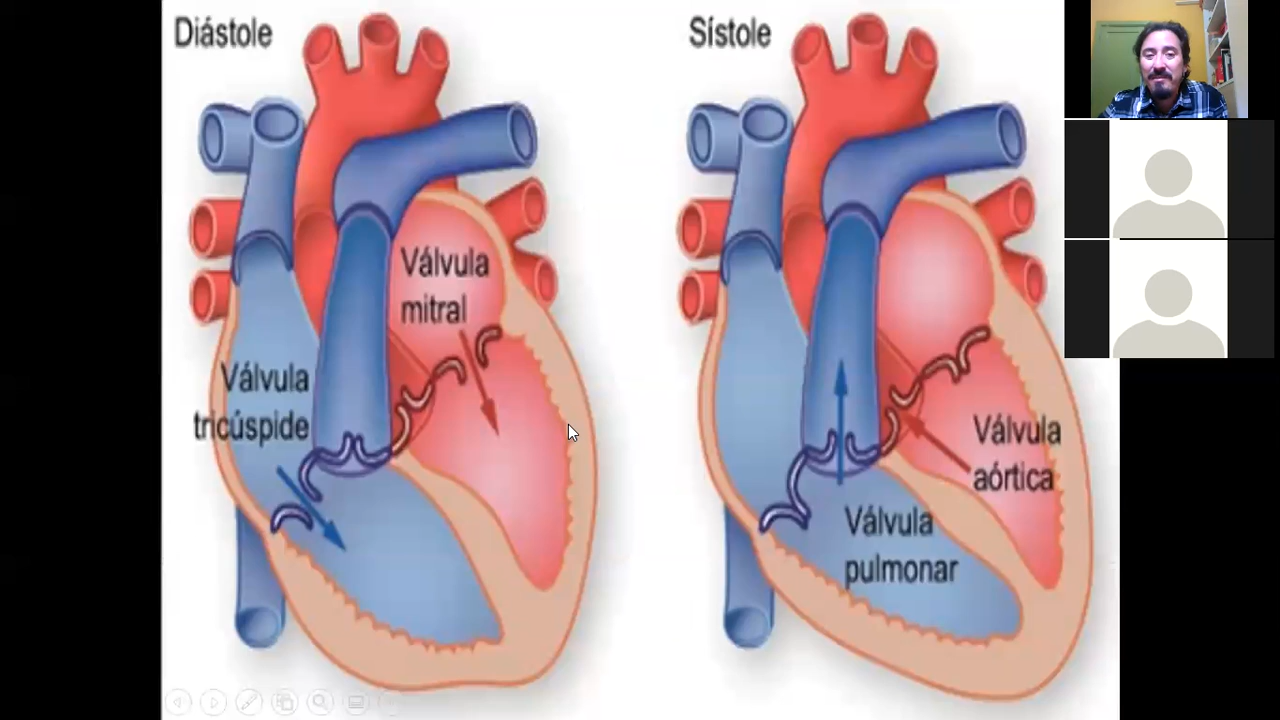 Diástole
Válvula
mitral
Válvula
tricúspide
Sístole
Válvula
aórtica
Válvula
pulmonar